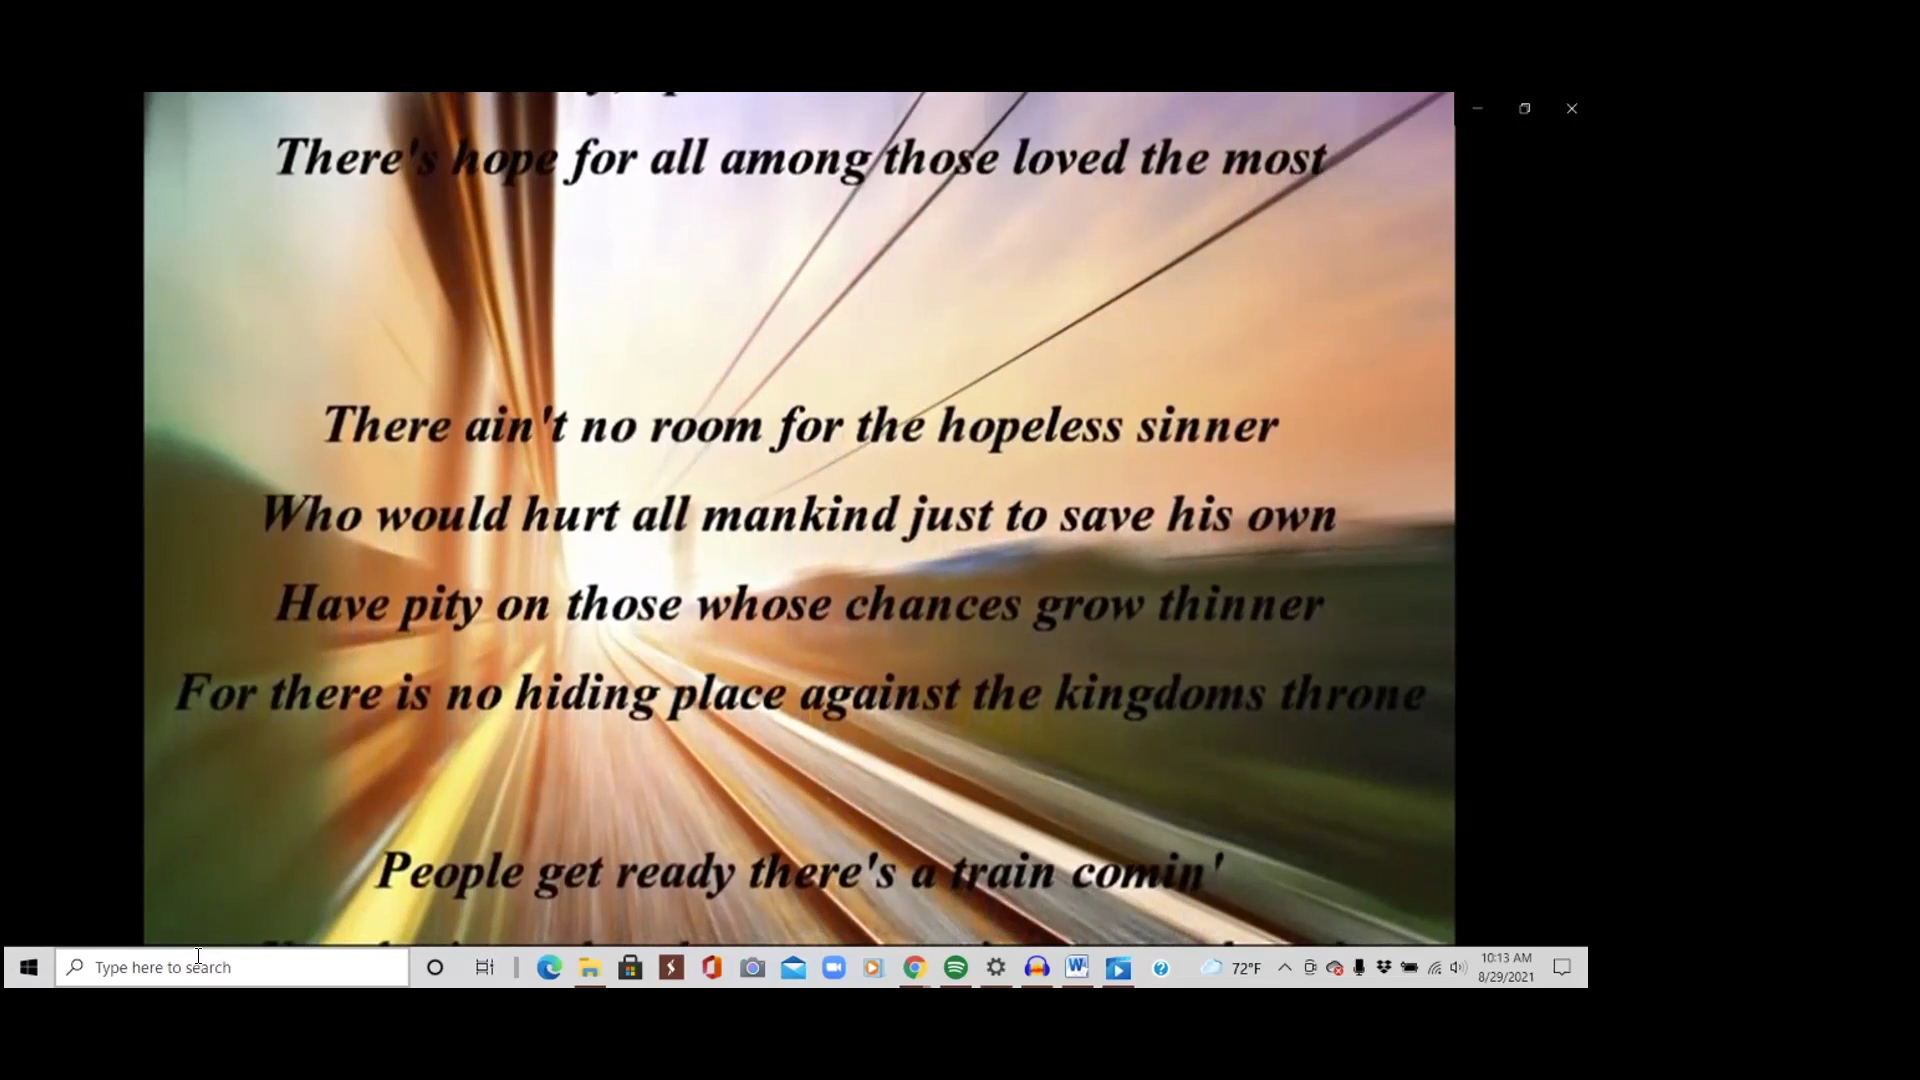 There's hope for all among those loved the most
There ain't no room for the hopeless sinner
Who would hurt all mankind just to save his own
Have pity on those whose chances grow thinner
For there is no hiding place against the kingdoms throne
People get ready there's a train comin'
Type here to search
72°F
10:13 AM
8/29/2021